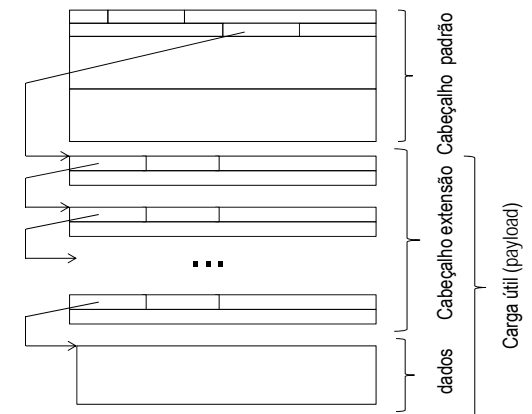 Cabeçalho padrão
Cabeçalho extensão
Carga útil (payload)
...
dados